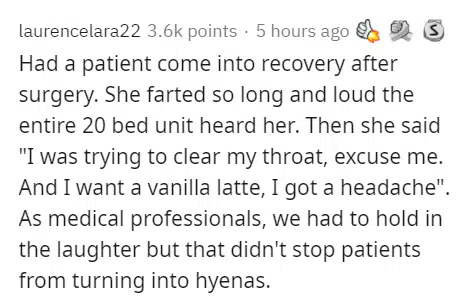 laurencelara22 3.6k points · 5 hours ago S
Had a patient come into recovery after
surgery. She farted so long and loud the
entire 20 bed unit heard her. Then she said
"I was trying to clear my throat, excuse me.
And I want a vanilla latte, I got a headache".
As medical professionals, we had to hold in
the laughter but that didn't stop patients
from turning into hyenas.